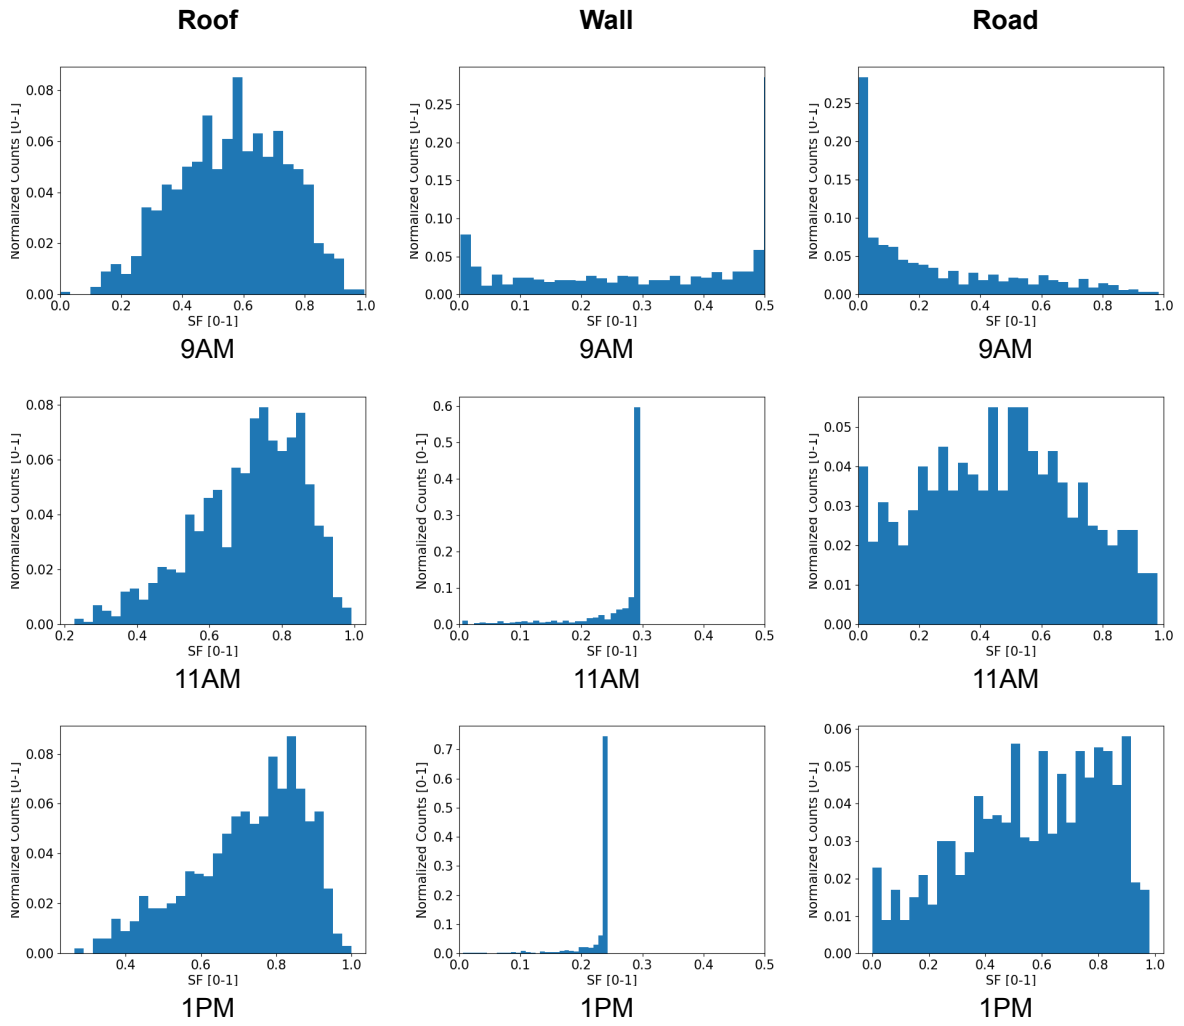 Roof
Wall
Road
Normalized Counts [0-1]
0.08
0.06
0.04
0.02
0.00
0.0 0.2 0.4 0.6 0.8 1.0
SF [0-1]
9AM
Normalized Counts [0-1]
0.25
0.20
0.15
0.10
0.05
0.00
0.0 0.1 0.2 0.3 0.4 0.5
SF [0-1]
9AM
Normalized Counts [0-1]
0.25
0.20
0.15
0.10
0.05
0.00
0.0 0.2 0.4 0.6 0.8 1.0
SF [0-1]
9AM
Normalized Counts [0-1]
0.08
0.06
0.04
0.02
0.00
0.2 0.4 0.6 0.8 1.0
SF [0-1]
11AM
Normalized Counts [0-1]
0.6
0.5
0.4
0.3
0.2
0.1
0.0
0.0 0.1 0.2 0.3 0.4 0.5
SF [0-1]
11AM
Normalized Counts [0-1]
0.05
0.04
0.03
0.02
0.01
0.00
0.0 0.2 0.4 0.6 0.8 1.0
SF [0-1]
11AM
Normalized Counts [0-1]
0.08
0.06
0.04
0.02
0.00
0.4 0.6 0.8 1.0
SF [0-1]
1PM
Normalized Counts [0-1]
0.7
0.6
0.5
0.4
0.3
0.2
0.1
0.0
0.0 0.1 0.2 0.3 0.4 0.5
SF [0-1]
1PM
Normalized Counts [0-1]
0.06
0.05
0.04
0.03
0.02
0.01
0.00
0.0 0.2 0.4 0.6 0.8 1.0
SF [0-1]
1PM